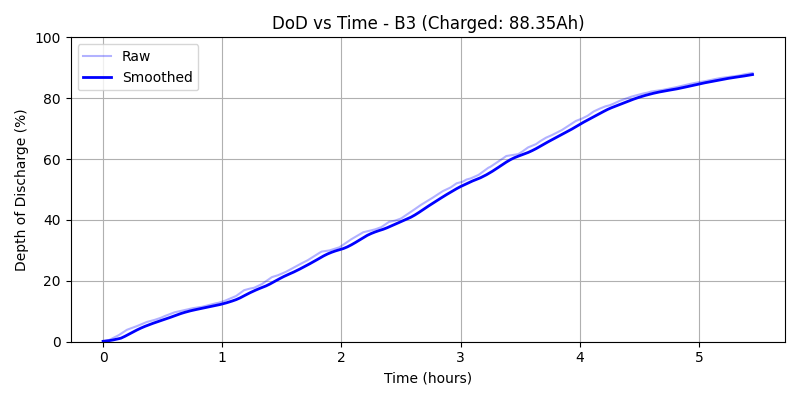 DoD vs Time - B3 (Charged: 88.35Ah)
Raw
Smoothed
Depth of Discharge (%)
100
80
60
40
20
0
0 1 2 3 4 5
Time (hours)